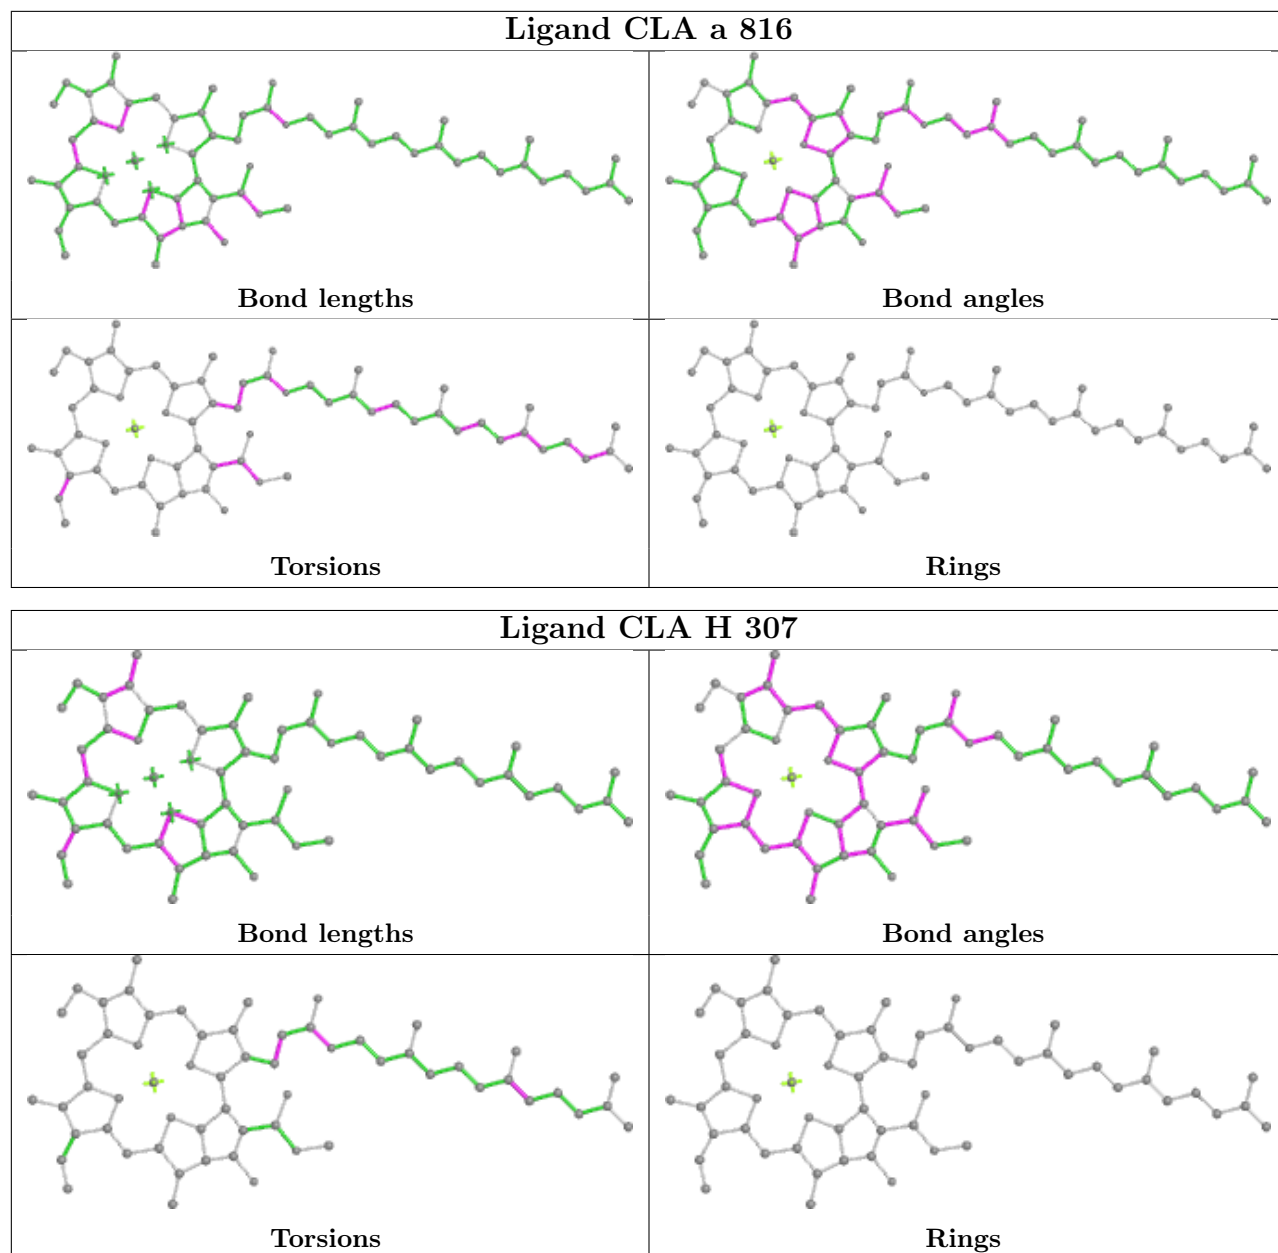 Ligand CLA a 816
Bond lengths
Bond angles
Torsions
Rings
Ligand CLA H 307
Bond lengths
Bond angles
Torsions
Rings